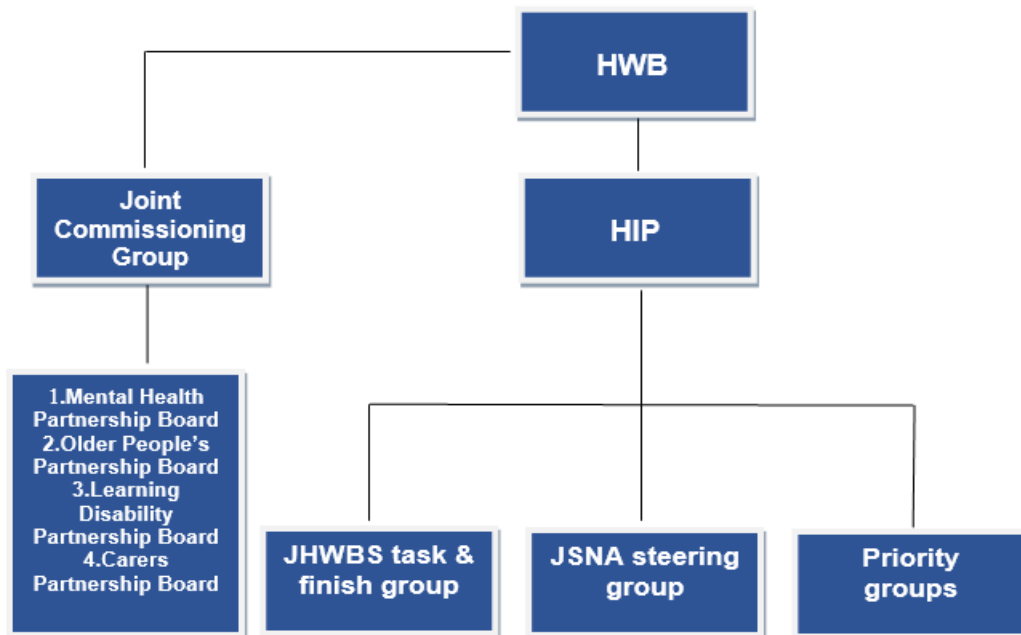 HWB
Joint
Commissioning
Group
HIP
1.Mental Health
Partnership Board
2.Older People’s
Partnership Board
3.Learning
Disability
Partnership Board
4.Carers
Partnership Board
JHWBS task &
finish group
JSNA steering
group
Priority
groups